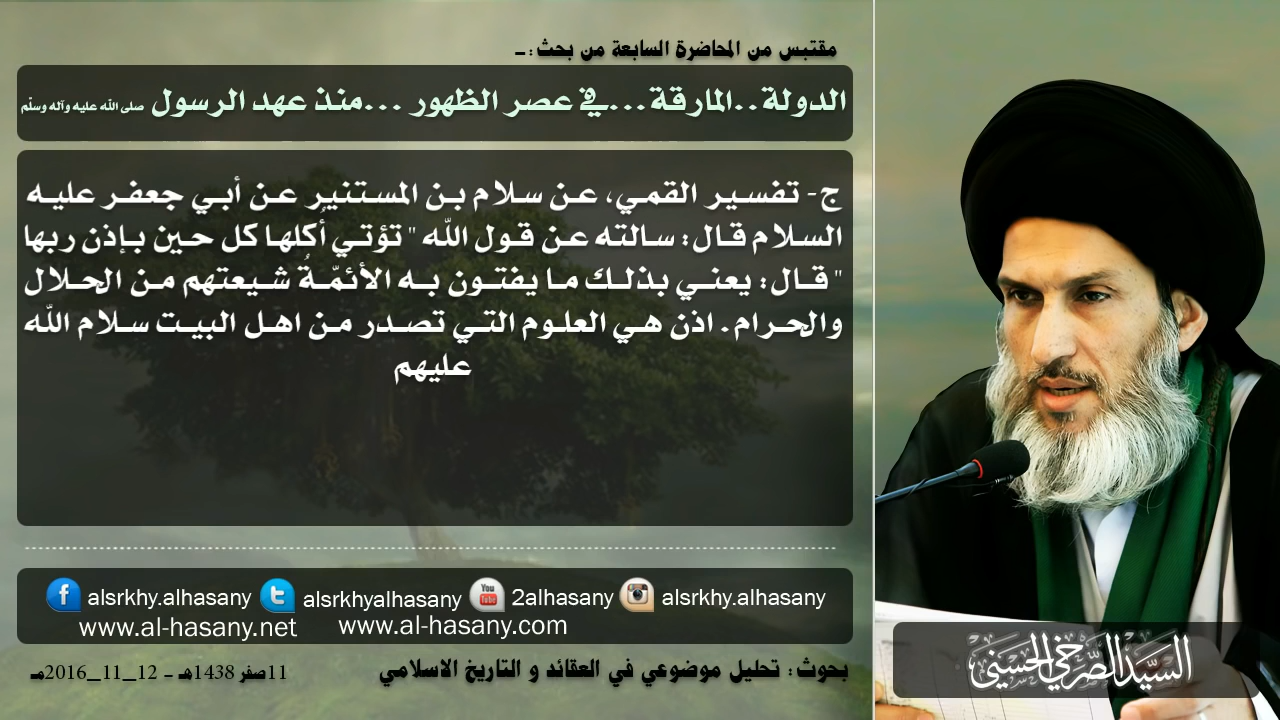 مقتبس من المحاضرة السابعة من بحث :-
الدولة..المارقة...في عصر الظهور ...منذ عهد الرسول صلى الله عليه وآله وسلّم
ج- تفسير القمي، عن سلام بن المستنير عن أبي جعفر عليه
السلام قال: سالته عن قول الله " تؤتي أُكلها كل حين بإذن ربها
" قال: يعني بذلك ما يفتون به الأئمّةُ شيعتهم من الحلال
والحرام. اذن هي العلوم التي تصدر من اهل البيت سلام الله
عليهم
alsrkhy.alhasany alsrkhyalhasany 2alhasany alsrkhy.alhasany
www.al-hasany.net www.al-hasany.com
بحوث : تحليل موضوعي في العقائد و التاريخ الاسلامي 11صفر 1438هـ - 12_11_2016مـ
السيد الصرخي الحسني